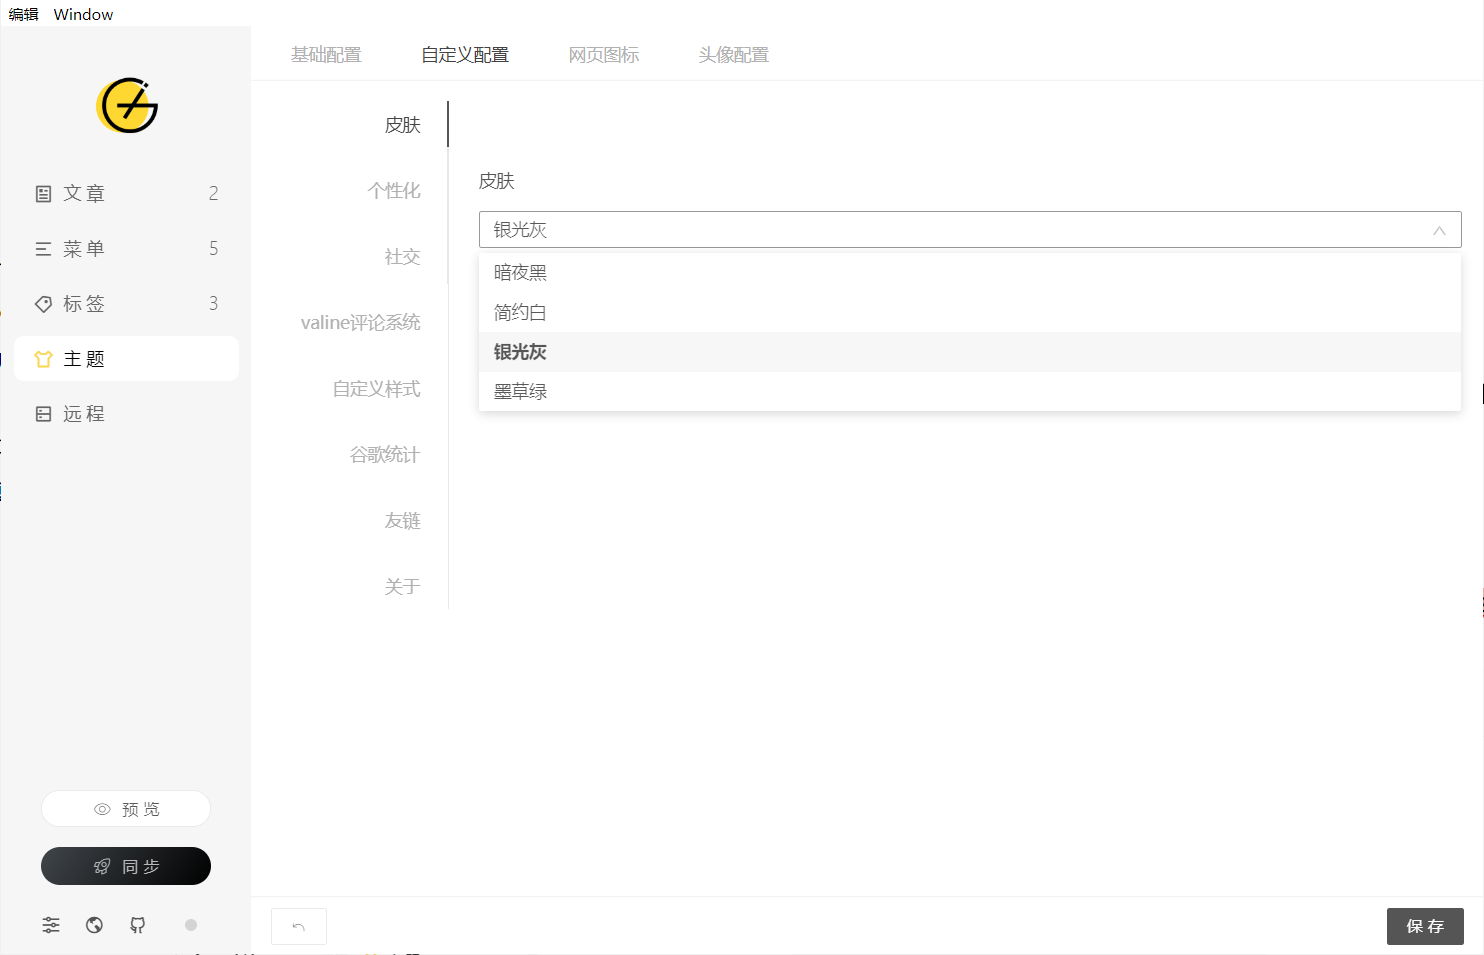 编辑 Window
基础配置 自定义配置 网页图标 头像配置
文章 2
菜单 5
标签 3
主题
远程
预览
同步
皮肤
个性化
社交
valine评论系统
自定义样式
谷歌统计
友链
关于
皮肤
银光灰
暗夜黑
简约白
银光灰
墨草绿
保存